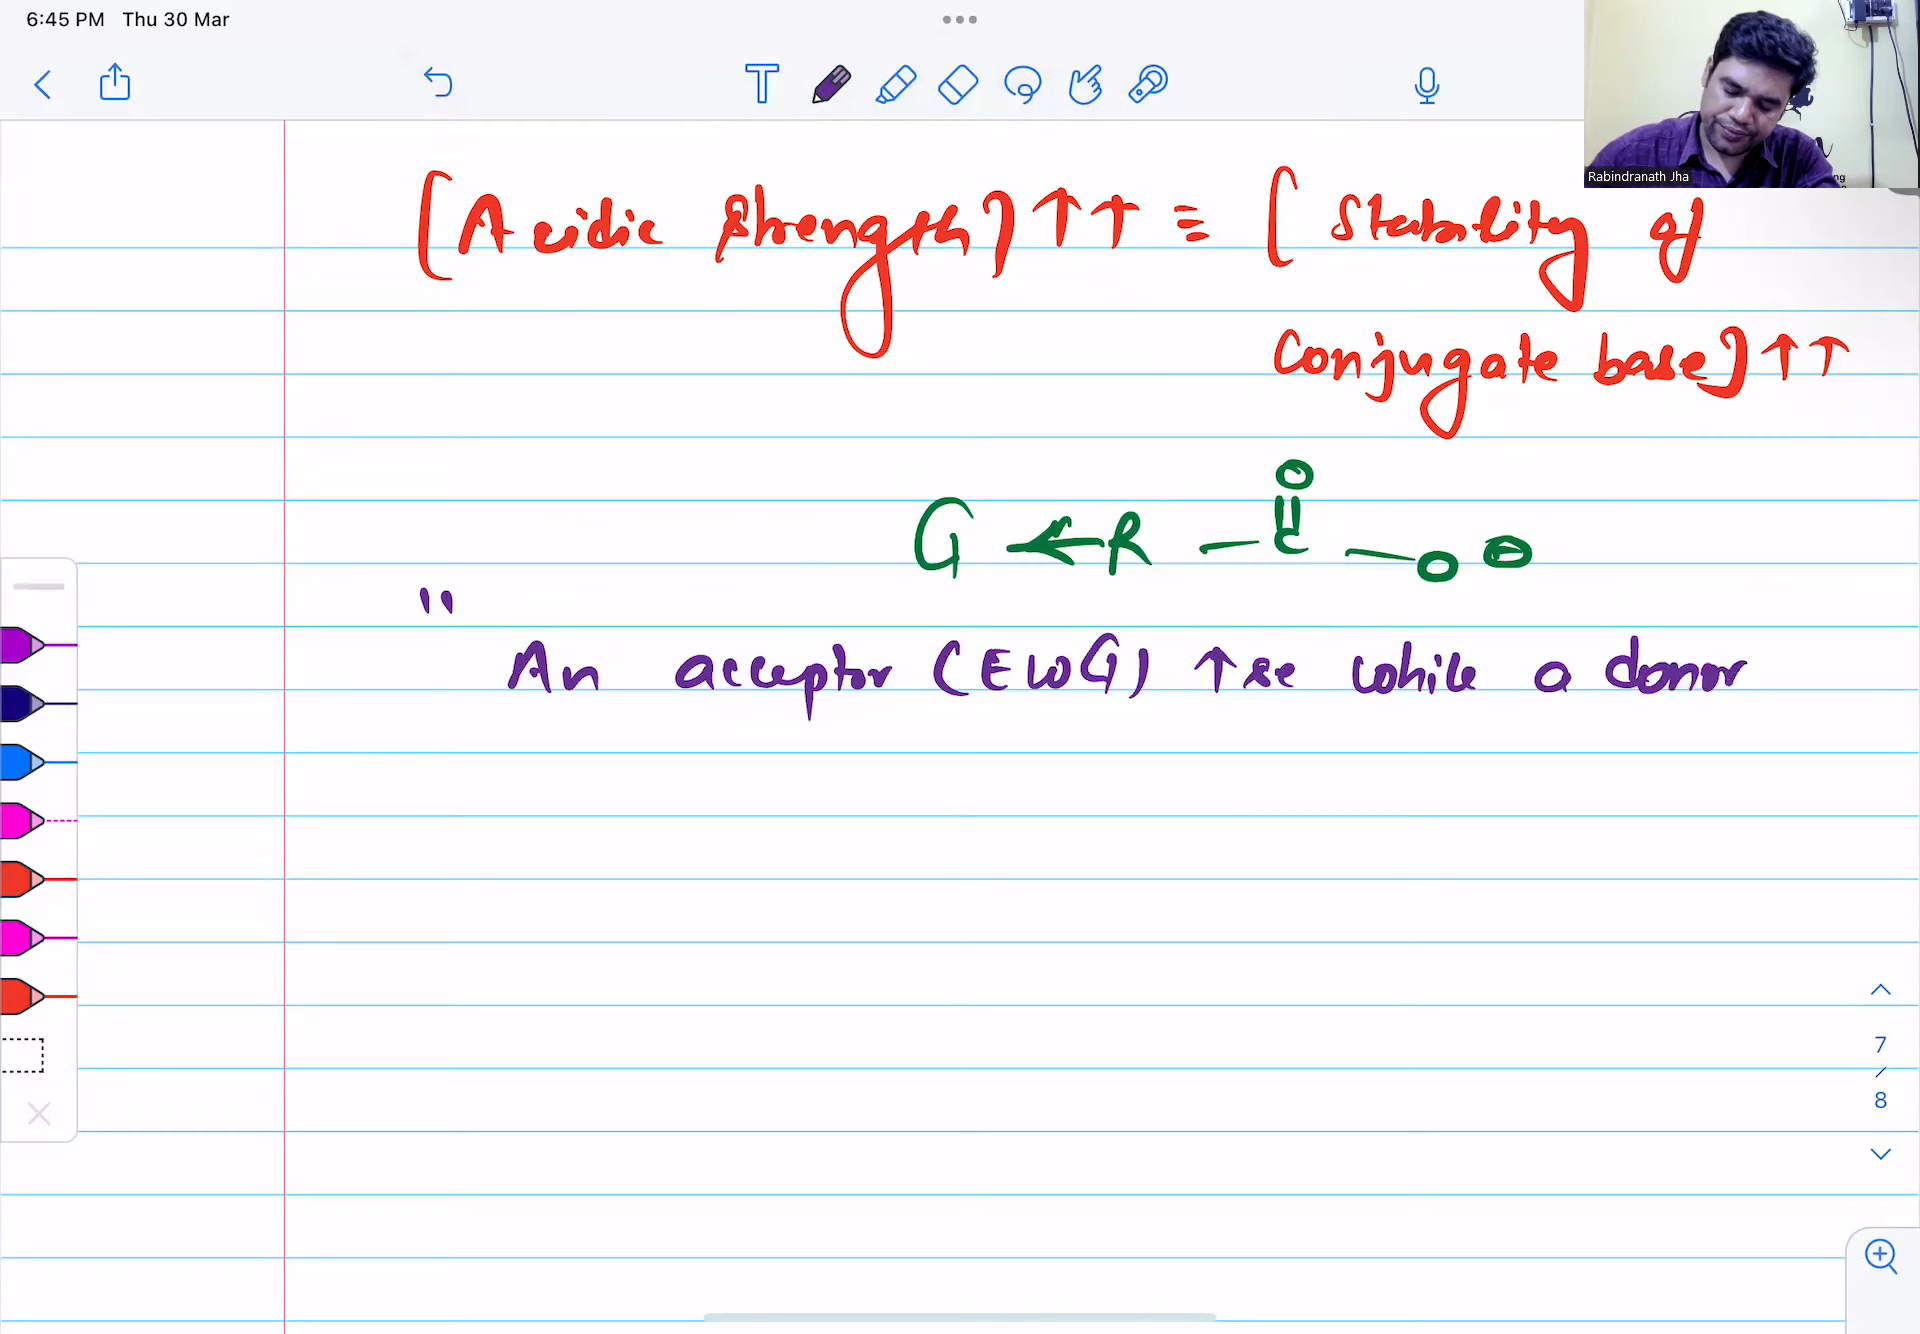 6:45 PM Thu 30 Mar
Rabindranath Jha
[Acidic strength] ↑↑ ≡ [Stability of
conjugate base] ↑↑
O
G ← R — C — O ⊖
"
An acceptor (EWG) ↑se while a donor
7
/
8